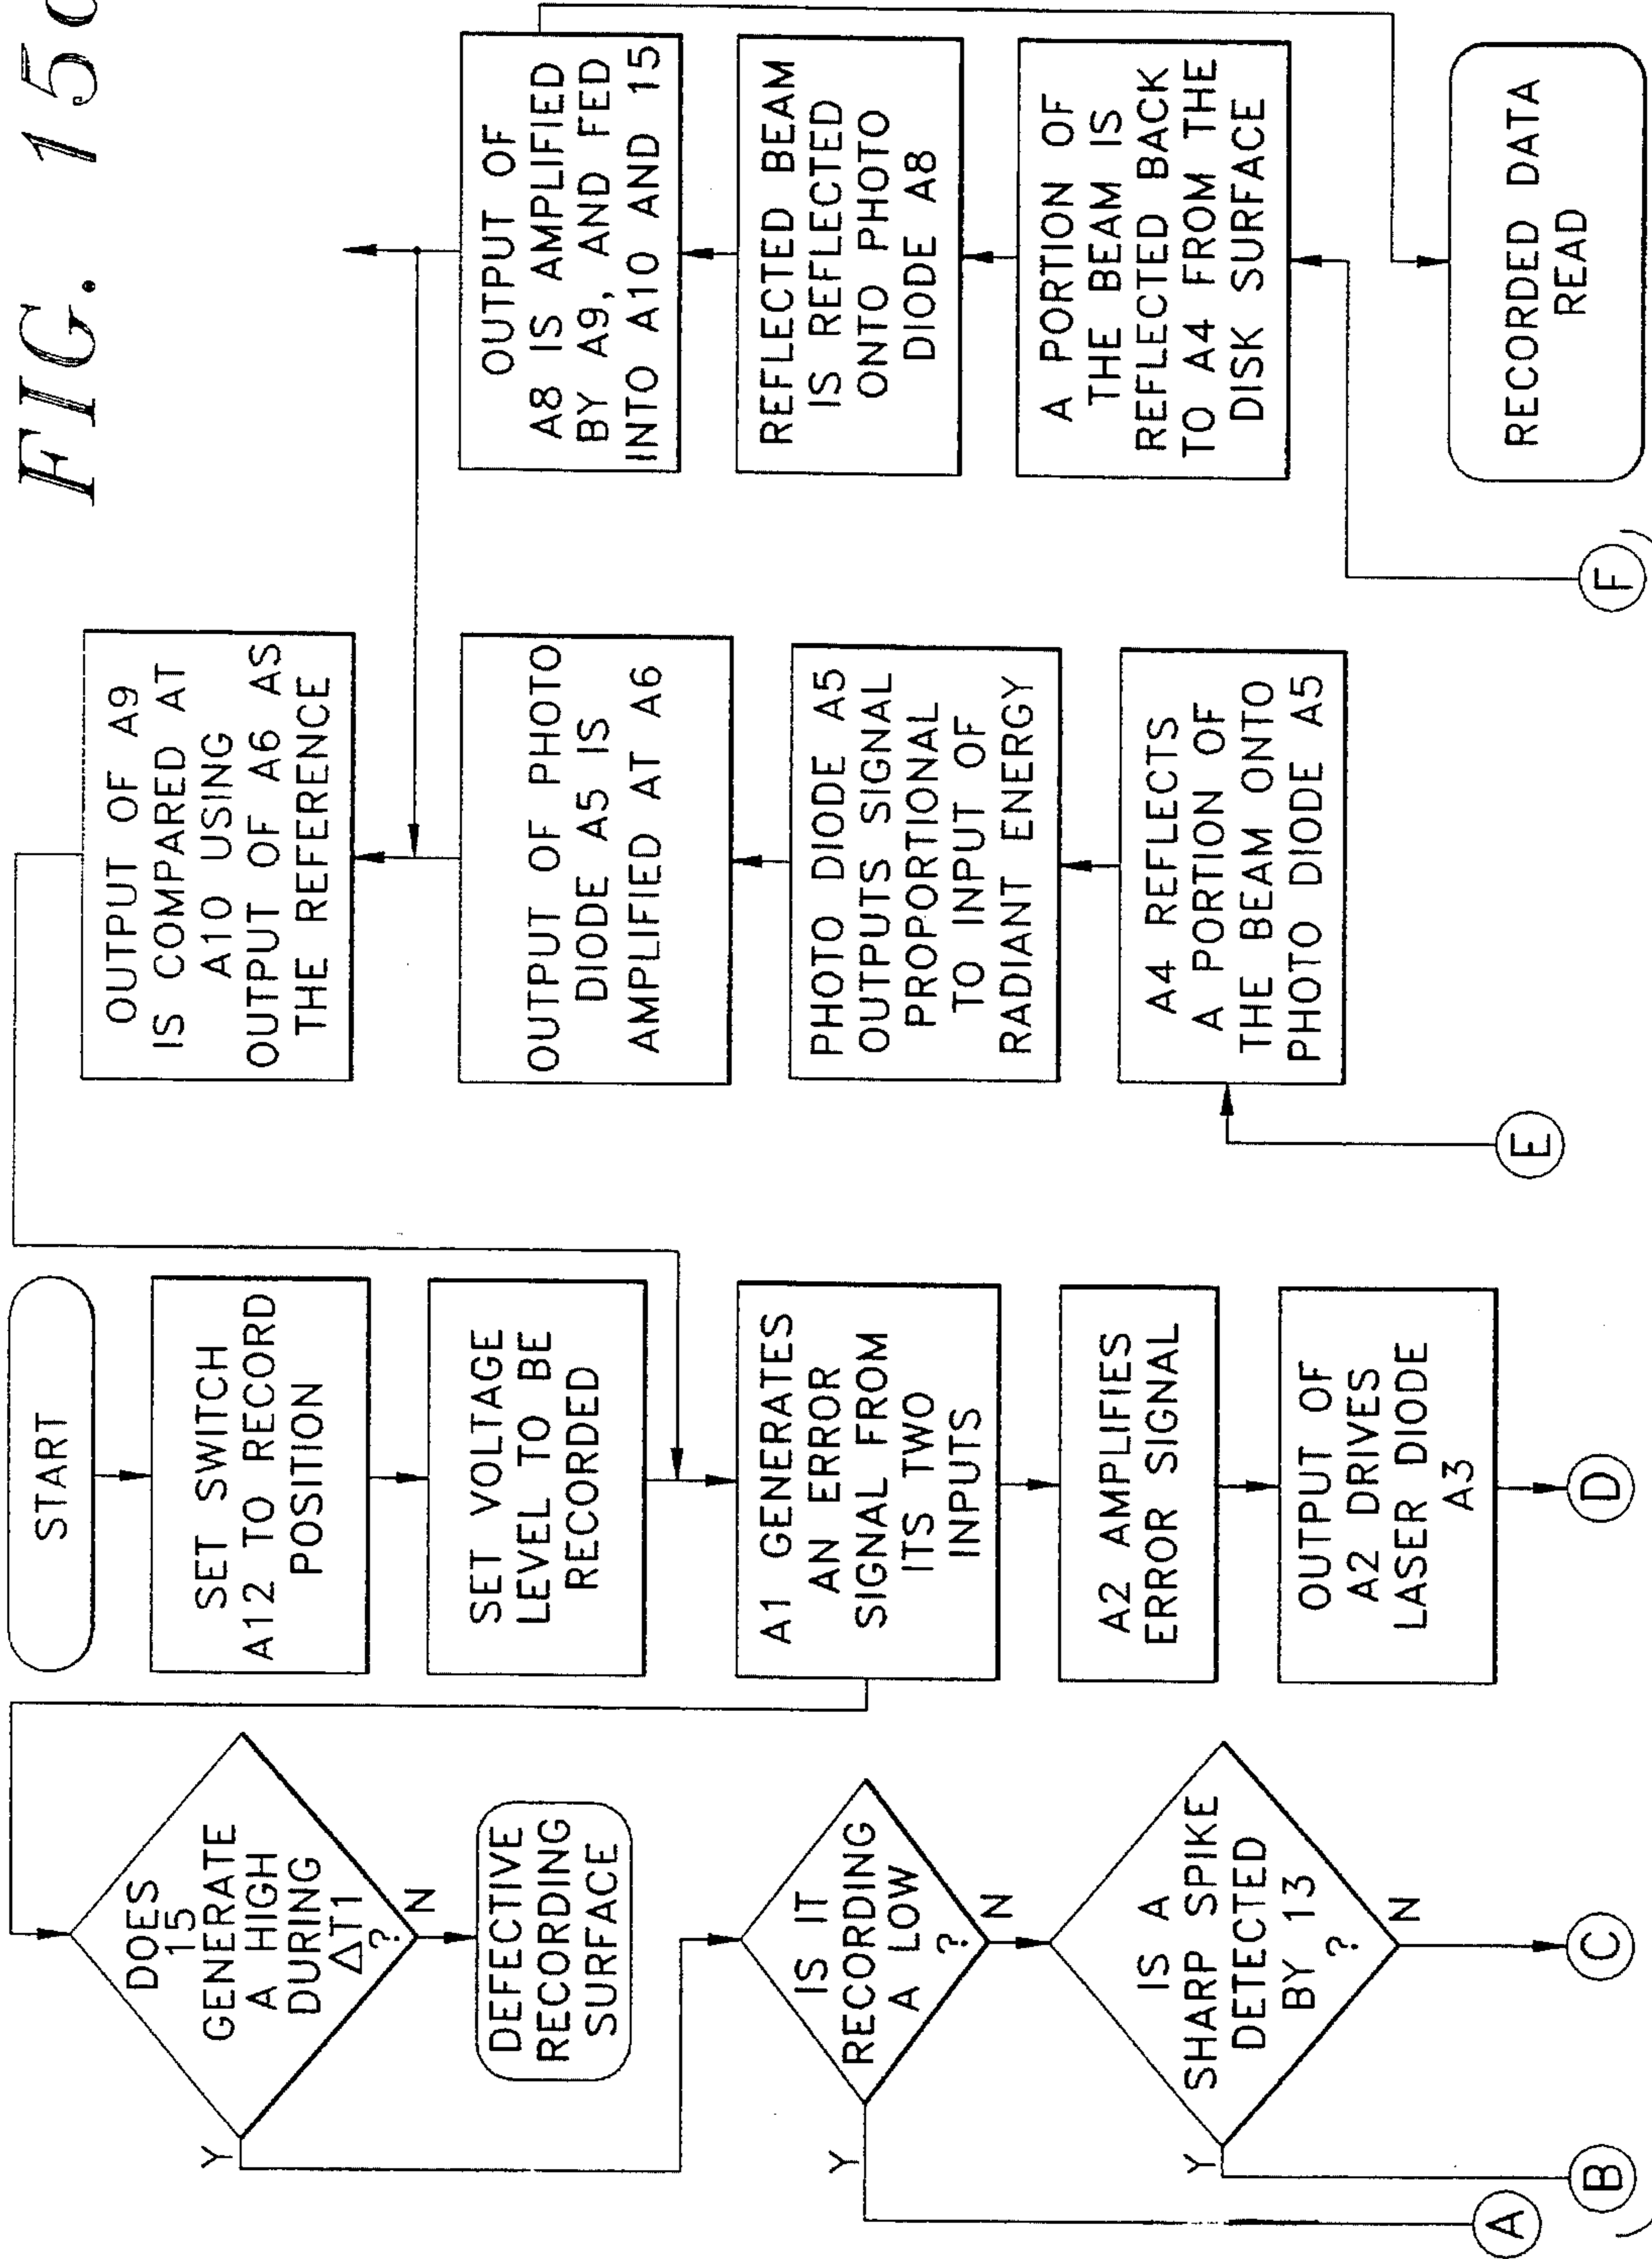 FIG. 15
DOES
15
GENERATE
A HIGH
DURING
ΔT1
?
Y
N
DEFECTIVE
RECORDING
SURFACE
IS IT
RECORDING
A LOW
?
Y
N
IS A
SHARP SPIKE
DETECTED
BY 13
?
Y
N
A
B
C
START
SET SWITCH
A12 TO RECORD
POSITION
SET VOLTAGE
LEVEL TO BE
RECORDED
A1 GENERATES
AN ERROR
SIGNAL FROM
ITS TWO
INPUTS
A2 AMPLIFIES
ERROR SIGNAL
OUTPUT OF
A2 DRIVES
LASER DIODE
A3
D
OUTPUT OF A9
IS COMPARED AT
A10 USING
OUTPUT OF A6 AS
THE REFERENCE
OUTPUT OF PHOTO
DIODE A5 IS
AMPLIFIED AT A6
PHOTO DIODE A5
OUTPUTS SIGNAL
PROPORTIONAL
TO INPUT OF
RADIANT ENERGY
A4 REFLECTS
A PORTION OF
THE BEAM ONTO
PHOTO DIODE A5
E
OUTPUT OF
A8 IS AMPLIFIED
BY A9, AND FED
INTO A10 AND 15
REFLECTED BEAM
IS REFLECTED
ONTO PHOTO
DIODE A8
A PORTION OF
THE BEAM IS
REFLECTED BACK
TO A4 FROM THE
DISK SURFACE
RECORDED DATA
READ
F